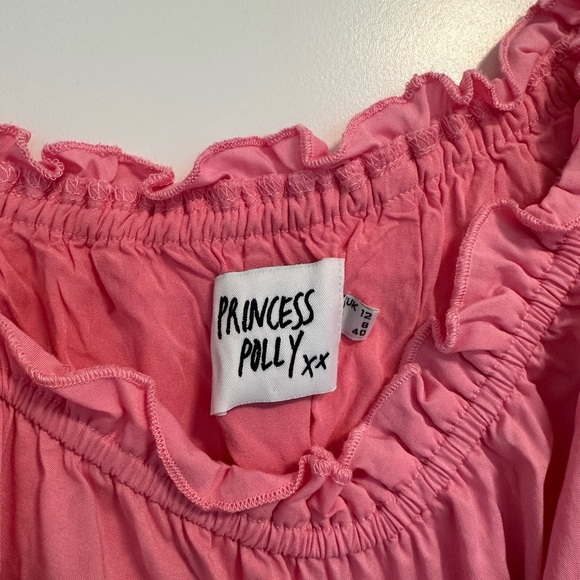 PRINCESS
POLLY xx
/UK 12
8
40